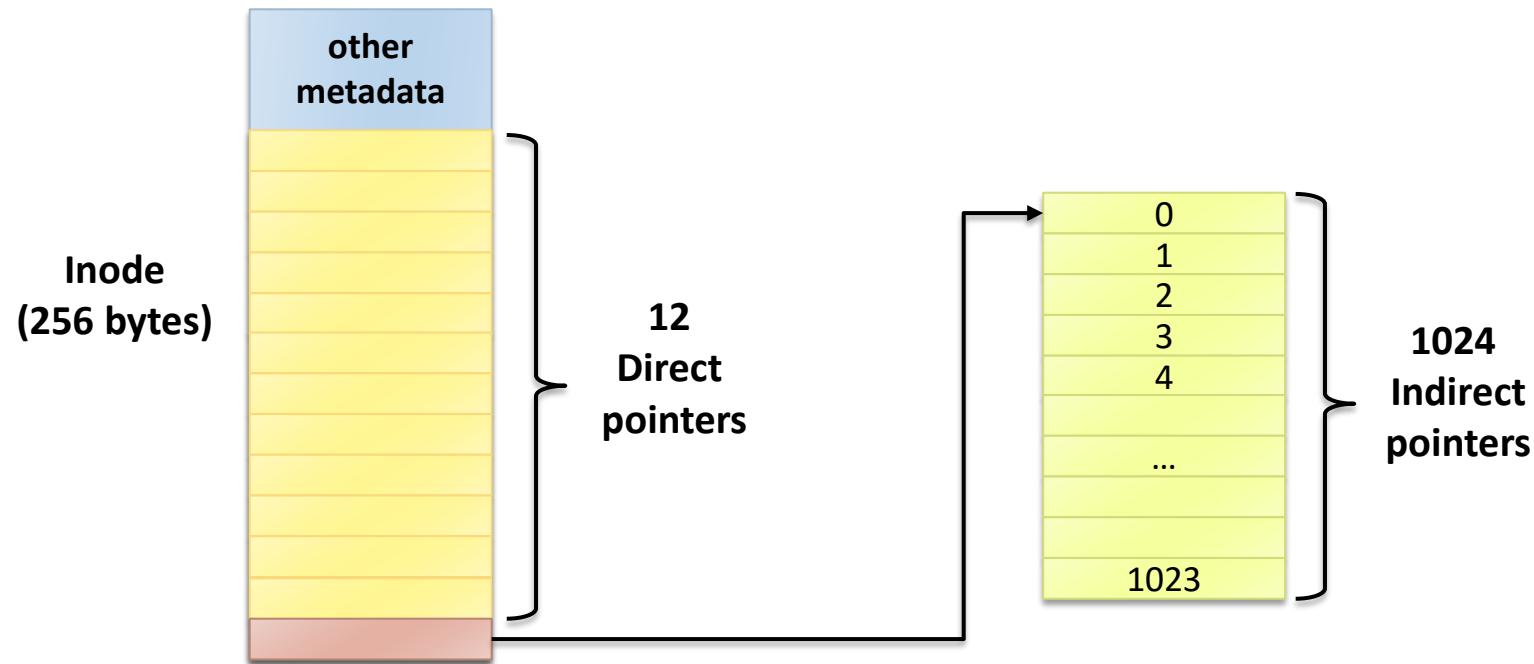 other
metadata
Inode
(256 bytes)
12
Direct
pointers
0
1
2
3
4
…
1023
1024
Indirect
pointers